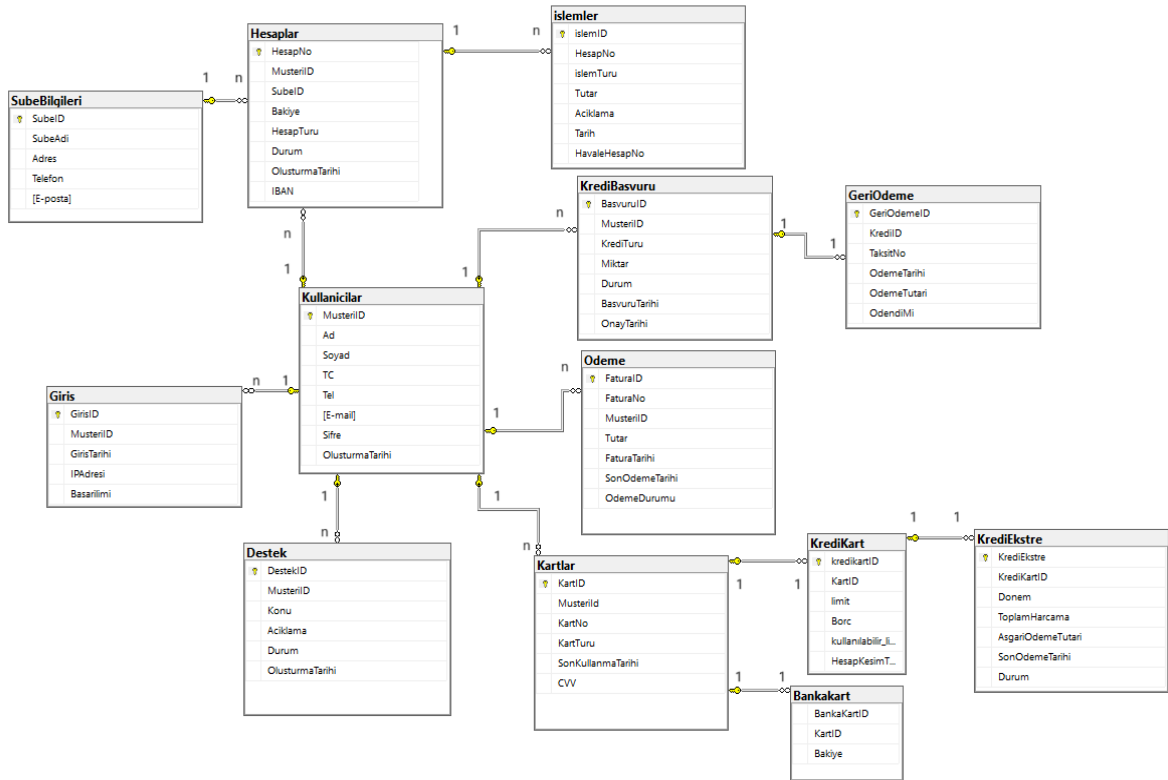 Hesaplar
HesapNo
MusteriID
SubeID
Bakiye
HesapTuru
Durum
OlusturmaTarihi
IBAN
1
n
islemler
islemID
HesapNo
islemTuru
Tutar
Aciklama
Tarih
HavaleHesapNo
1
n
SubeBilgileri
SubeID
SubeAdi
Adres
Telefon
[E-posta]
n
1
KrediBasvuru
BasvuruID
MusteriID
KrediTuru
Miktar
Durum
BasvuruTarihi
OnayTarihi
n
1
1
1
GeriOdeme
GeriOdemeID
KrediID
TaksitNo
OdemeTarihi
OdemeTutari
OdendiMi
Kullanicilar
MusteriID
Ad
Soyad
TC
Tel
[E-mail]
Sifre
OlusturmaTarihi
n
1
Odeme
FaturaID
FaturaNo
MusteriID
Tutar
FaturaTarihi
SonOdemeTarihi
OdemeDurumu
n
1
Giris
GirisID
MusteriID
GirisTarihi
IPAdresi
Basarilimi
1
n
Destek
DestekID
MusteriID
Konu
Aciklama
Durum
OlusturmaTarihi
1
n
Kartlar
KartID
MusterıId
KartNo
KartTuru
SonKullanmaTarihi
CVV
1
1
KrediKart
kredikartID
KartID
limit
Borc
kullanılabilir_li...
HesapKesimT...
1
1
KrediEkstre
KrediEkstre
KrediKartID
Donem
ToplamHarcama
AsgariOdemeTutari
SonOdemeTarihi
Durum
1
1
Bankakart
BankaKartID
KartID
Bakiye